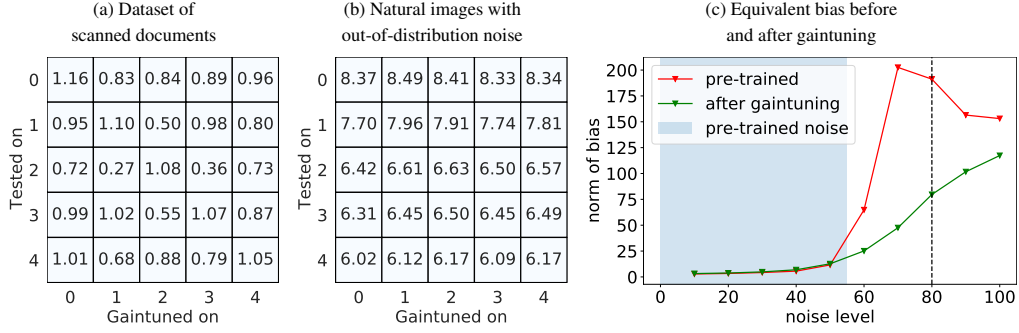 (a) Dataset of
scanned documents
Tested on
0 1.16 0.83 0.84 0.89 0.96
1 0.95 1.10 0.50 0.98 0.80
2 0.72 0.27 1.08 0.36 0.73
3 0.99 1.02 0.55 1.07 0.87
4 1.01 0.68 0.88 0.79 1.05
0 1 2 3 4
Gaintuned on
(b) Natural images with
out-of-distribution noise
Tested on
0 8.37 8.49 8.41 8.33 8.34
1 7.70 7.96 7.91 7.74 7.81
2 6.42 6.61 6.63 6.50 6.57
3 6.31 6.45 6.50 6.45 6.49
4 6.02 6.12 6.17 6.09 6.17
0 1 2 3 4
Gaintuned on
(c) Equivalent bias before
and after gaintuning
norm of bias
200
175
150
125
100
75
50
25
0
pre-trained
after gaintuning
pre-trained noise
0 20 40 60 80 100
noise level